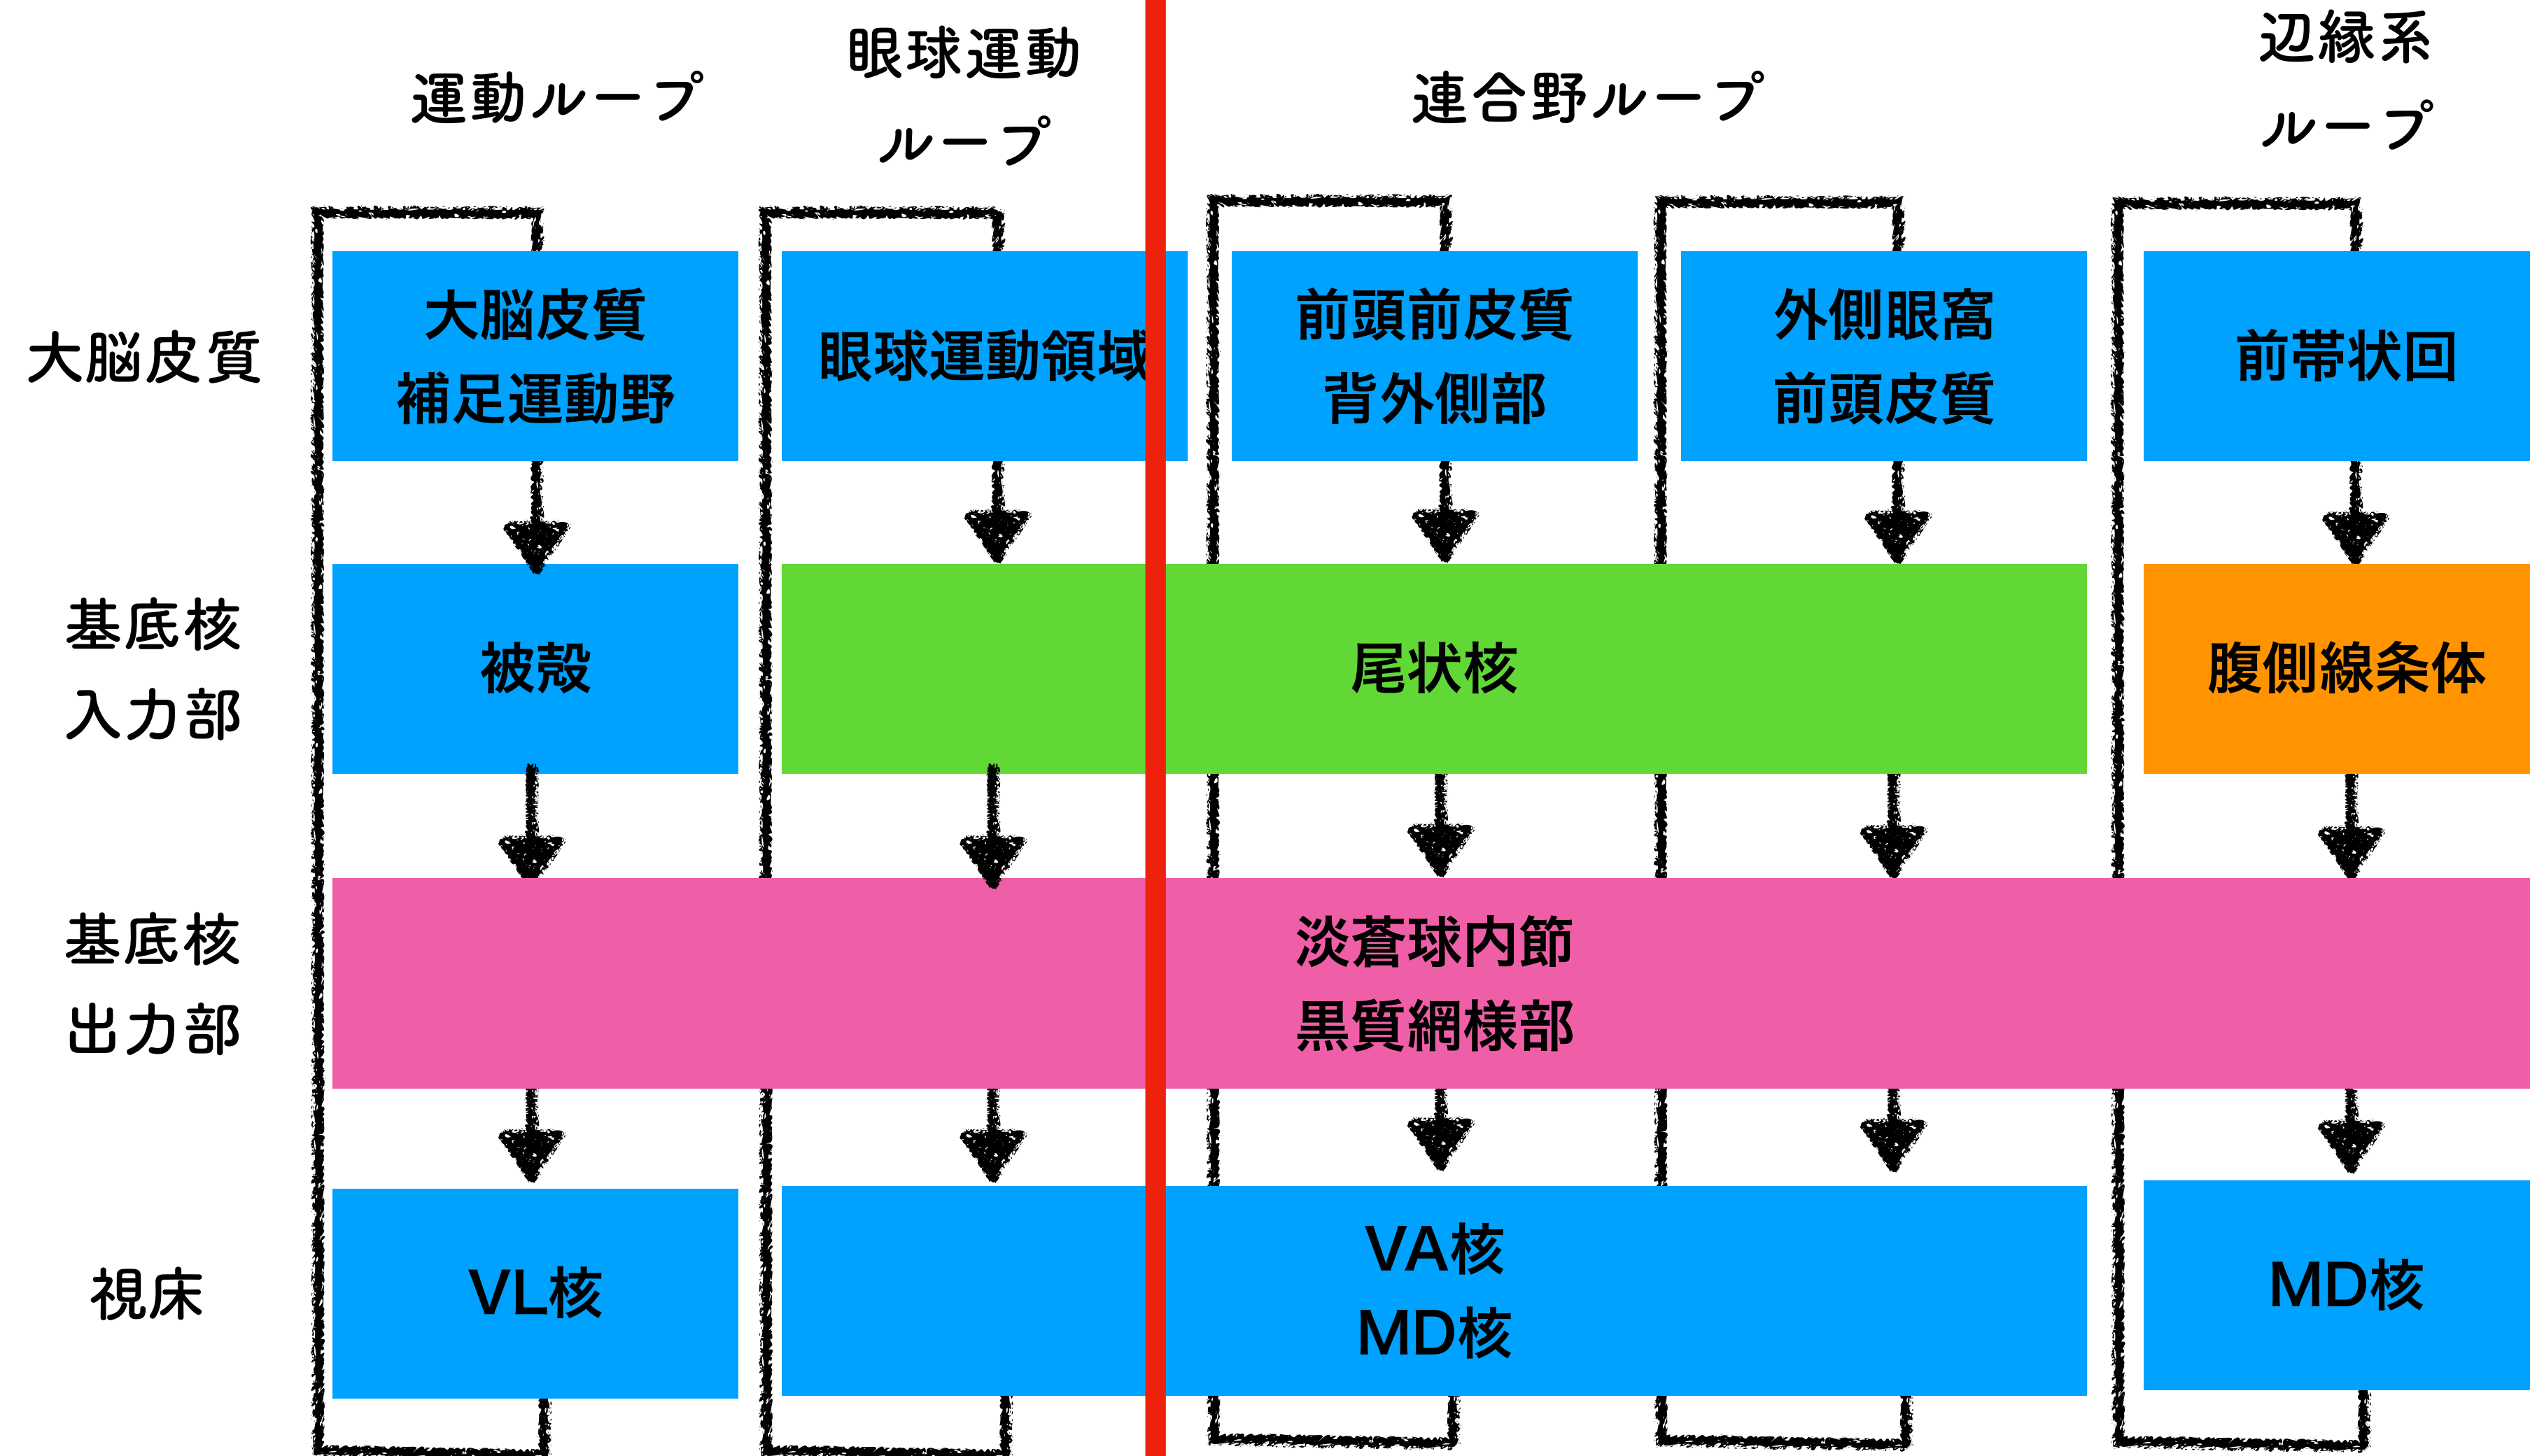 運動ループ
眼球運動
ループ
連合野ループ
辺縁系
ループ
大脳皮質
大脳皮質
補足運動野
眼球運動領域
前頭前皮質
背外側部
外側眼窩
前頭皮質
前帯状回
基底核
入力部
被殻
尾状核
腹側線条体
基底核
出力部
淡蒼球内節
黒質網様部
視床
VL核
VA核
MD核
MD核